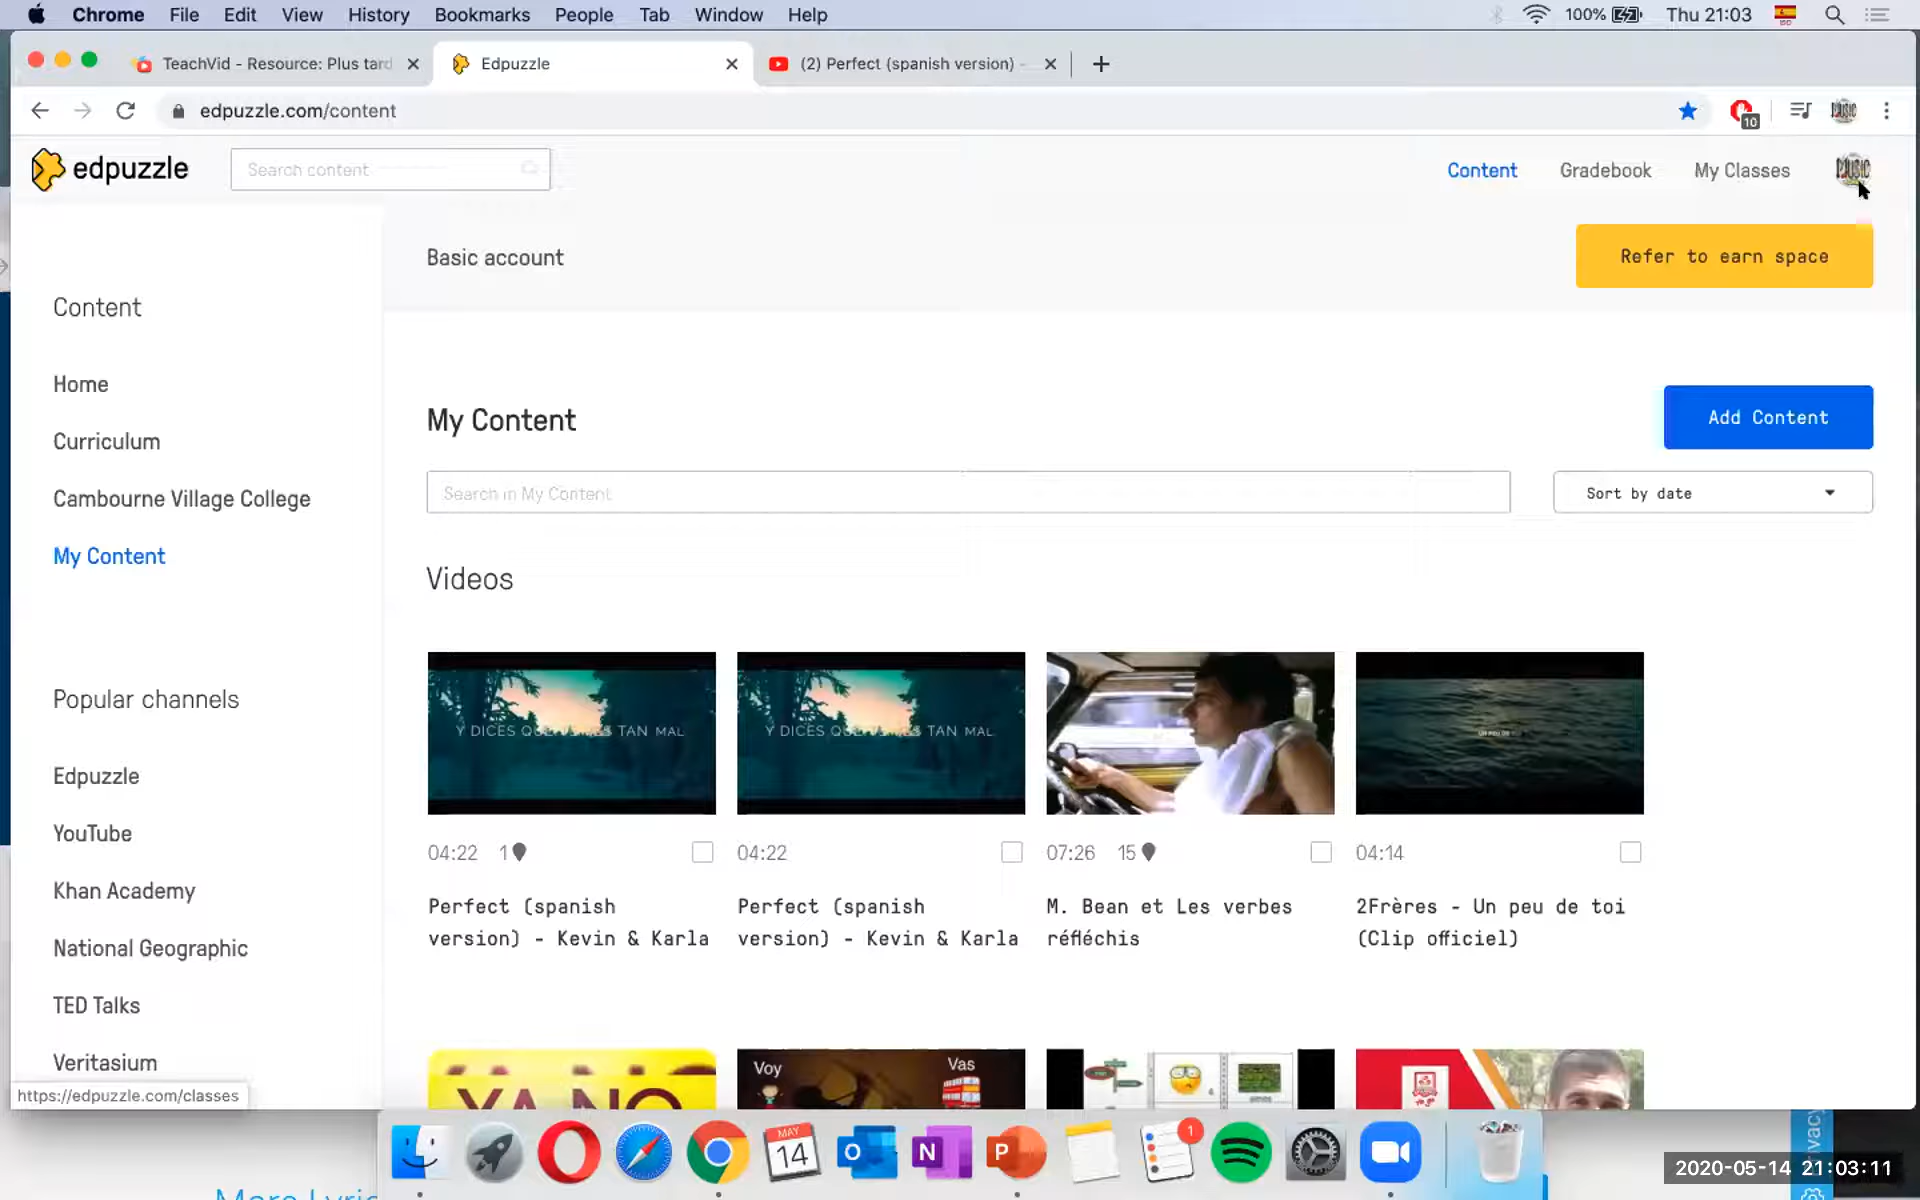 Chrome File Edit View History Bookmarks People Tab Window Help
100% Thu 21:03
TeachVid - Resource: Plus tard
Edpuzzle
(2) Perfect (spanish version) -
edpuzzle.com/content
10
edpuzzle
Search content
Content
Gradebook
My Classes
MUSIC
Basic account
Refer to earn space
Content
Home
Curriculum
Cambourne Village College
My Content
Popular channels
Edpuzzle
YouTube
Khan Academy
National Geographic
TED Talks
Veritasium
https://edpuzzle.com/classes
My Content
Add Content
Search in My Content
Sort by date
Videos
04:22 1
Perfect (spanish
version) - Kevin & Karla
04:22
Perfect (spanish
version) - Kevin & Karla
07:26 15
M. Bean et Les verbes
réfléchis
04:14
2Frères - Un peu de toi
(Clip officiel)
YA NO
Voy
Vas
MAY
14
O
N
P
1
2020-05-14 21:03:11